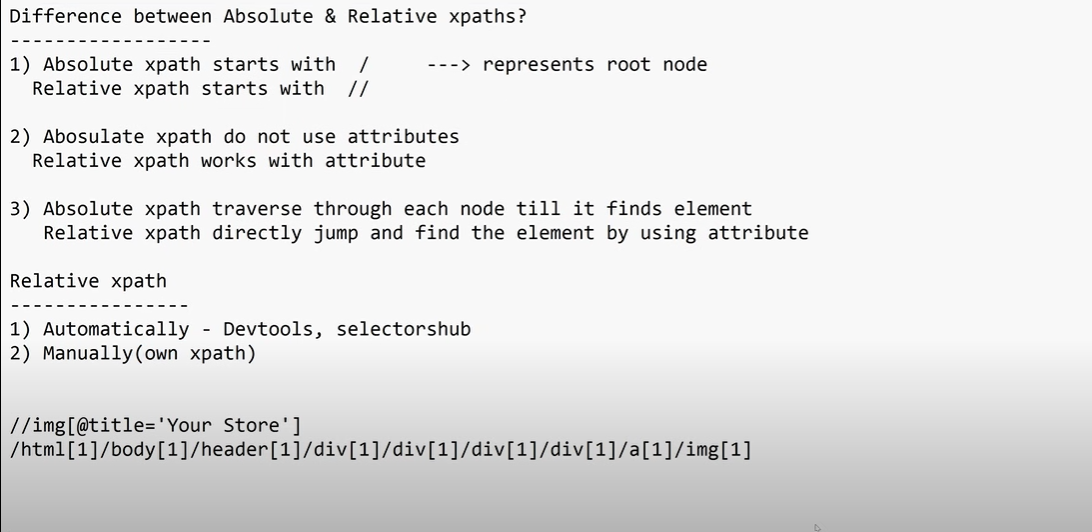 Difference between Absolute & Relative xpaths?
------------------
1) Absolute xpath starts with  /     ---> represents root node
  Relative xpath starts with  //
2) Abosulate xpath do not use attributes
  Relative xpath works with attribute
3) Absolute xpath traverse through each node till it finds element
   Relative xpath directly jump and find the element by using attribute
Relative xpath
----------------
1) Automatically - Devtools, selectorshub
2) Manually(own xpath)
//img[@title='Your Store']
/html[1]/body[1]/header[1]/div[1]/div[1]/div[1]/div[1]/a[1]/img[1]